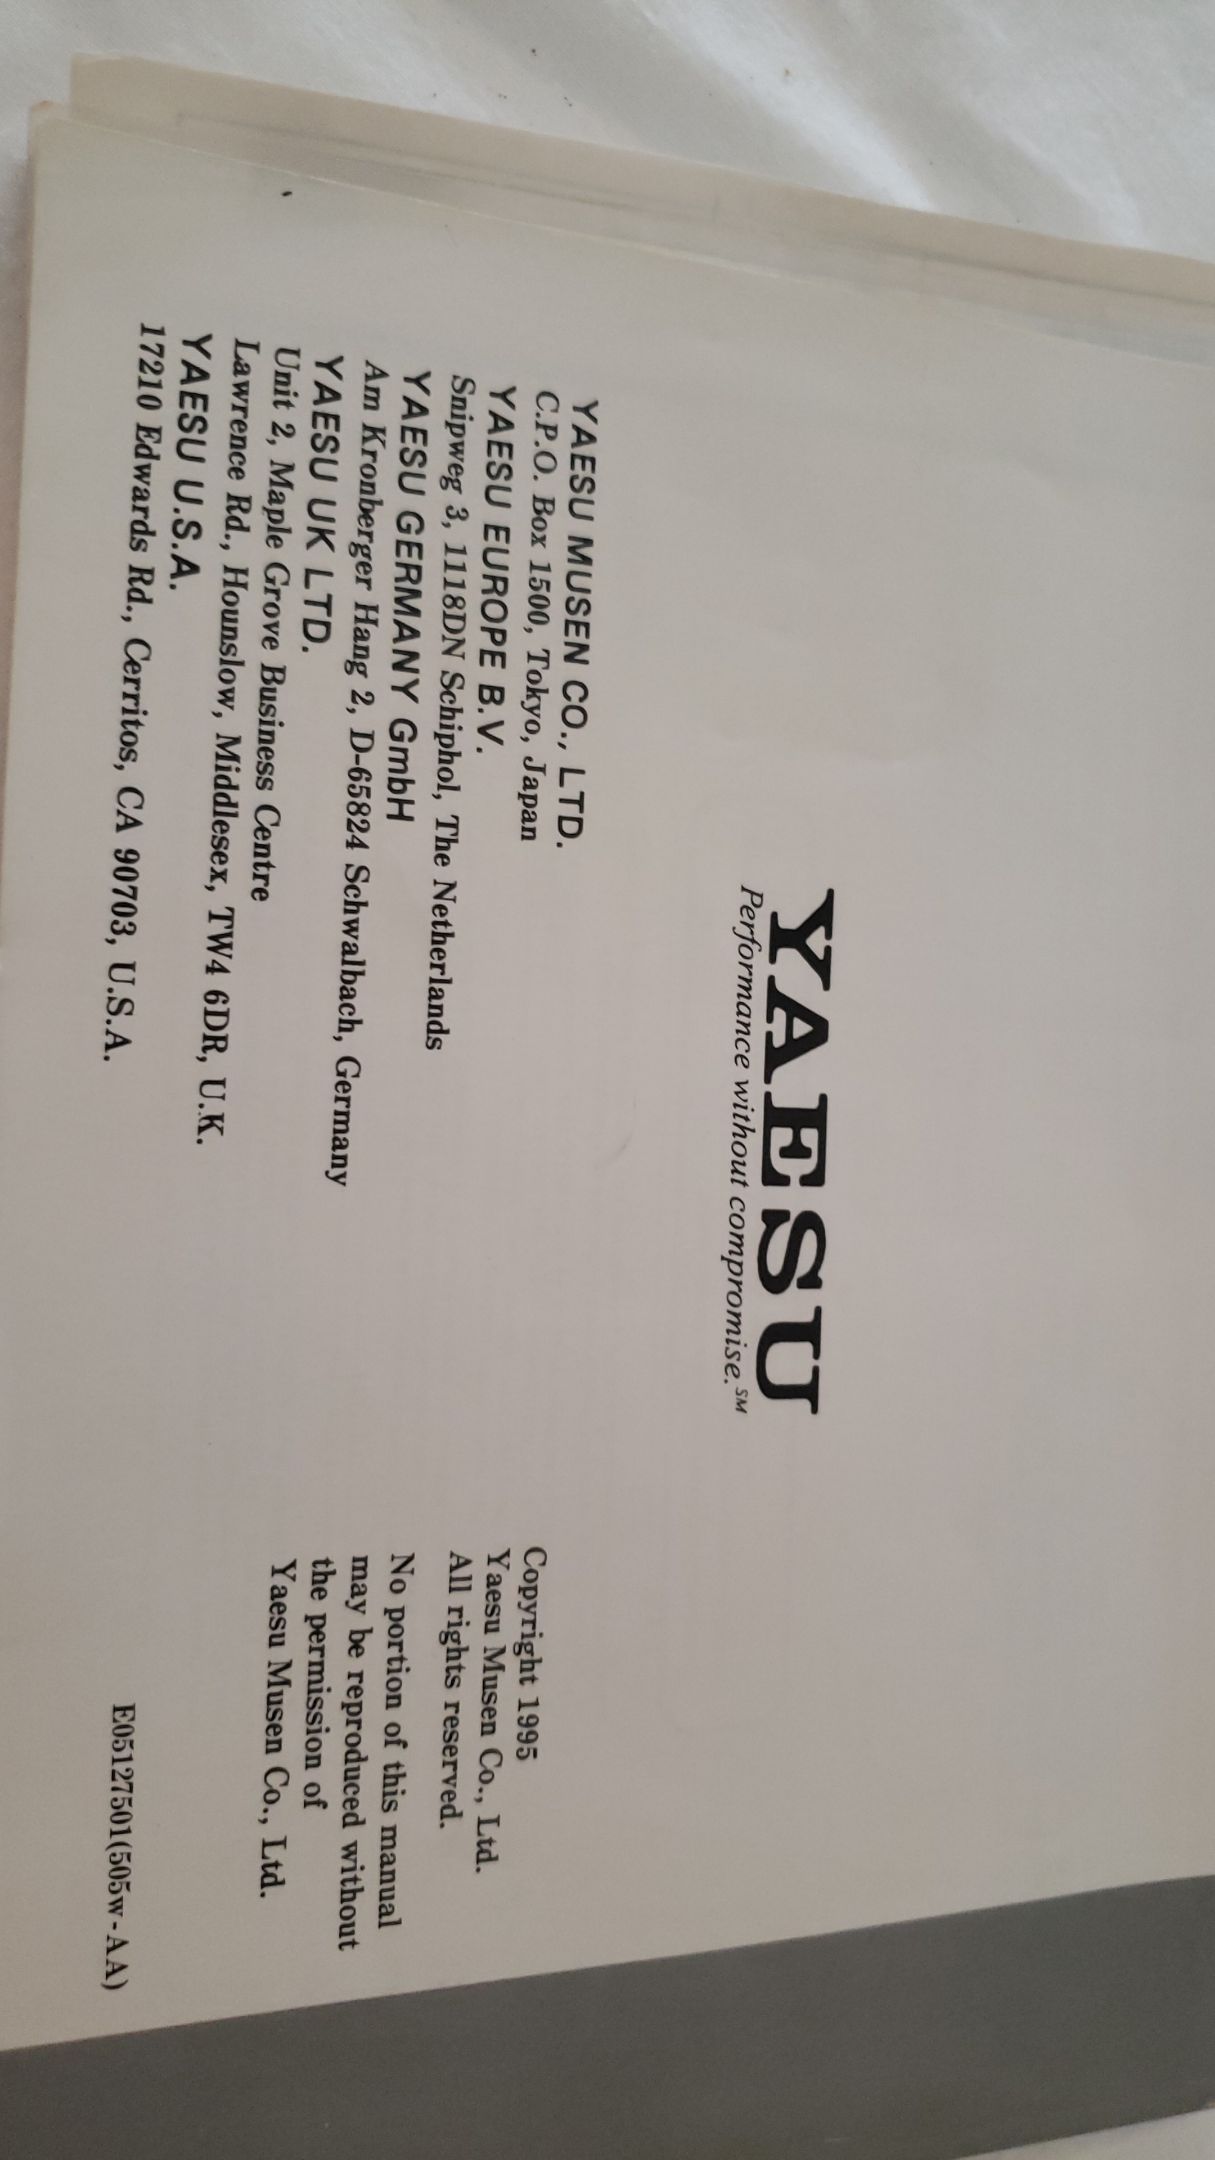 YAESU
Performance without compromise.℠
YAESU MUSEN CO., LTD.
C.P.O. Box 1500, Tokyo, Japan
YAESU EUROPE B.V.
Snipweg 3, 1118DN Schiphol, The Netherlands
YAESU GERMANY GmbH
Am Kronberger Hang 2, D-65824 Schwalbach, Germany
YAESU UK LTD.
Unit 2, Maple Grove Business Centre
Lawrence Rd., Hounslow, Middlesex, TW4 6DR, U.K.
YAESU U.S.A.
17210 Edwards Rd., Cerritos, CA 90703, U.S.A.
Copyright 1995
Yaesu Musen Co., Ltd.
All rights reserved.
No portion of this manual
may be reproduced without
the permission of
Yaesu Musen Co., Ltd.
E05127501(505w-AA)